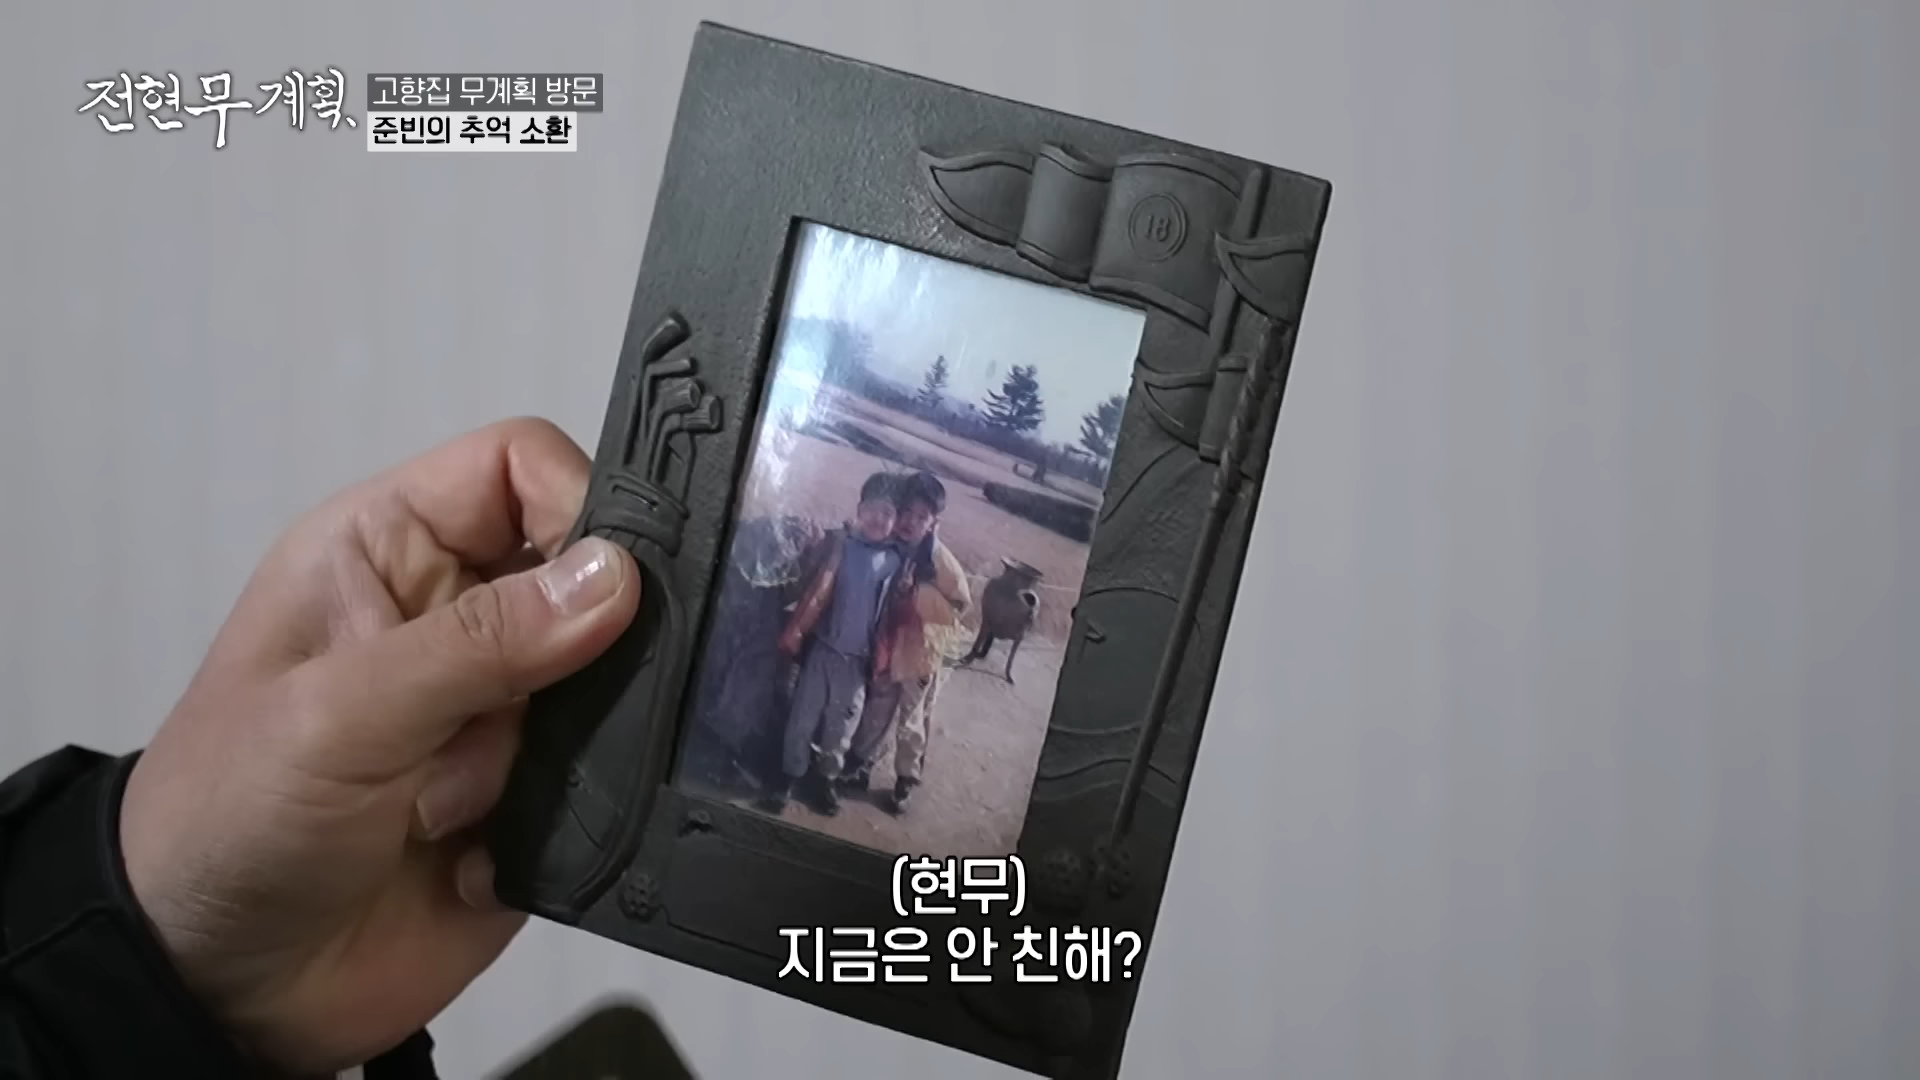 전현무계획
고향집 무계획 방문
준빈의 추억 소환
18
(현무)
지금은 안 친해?